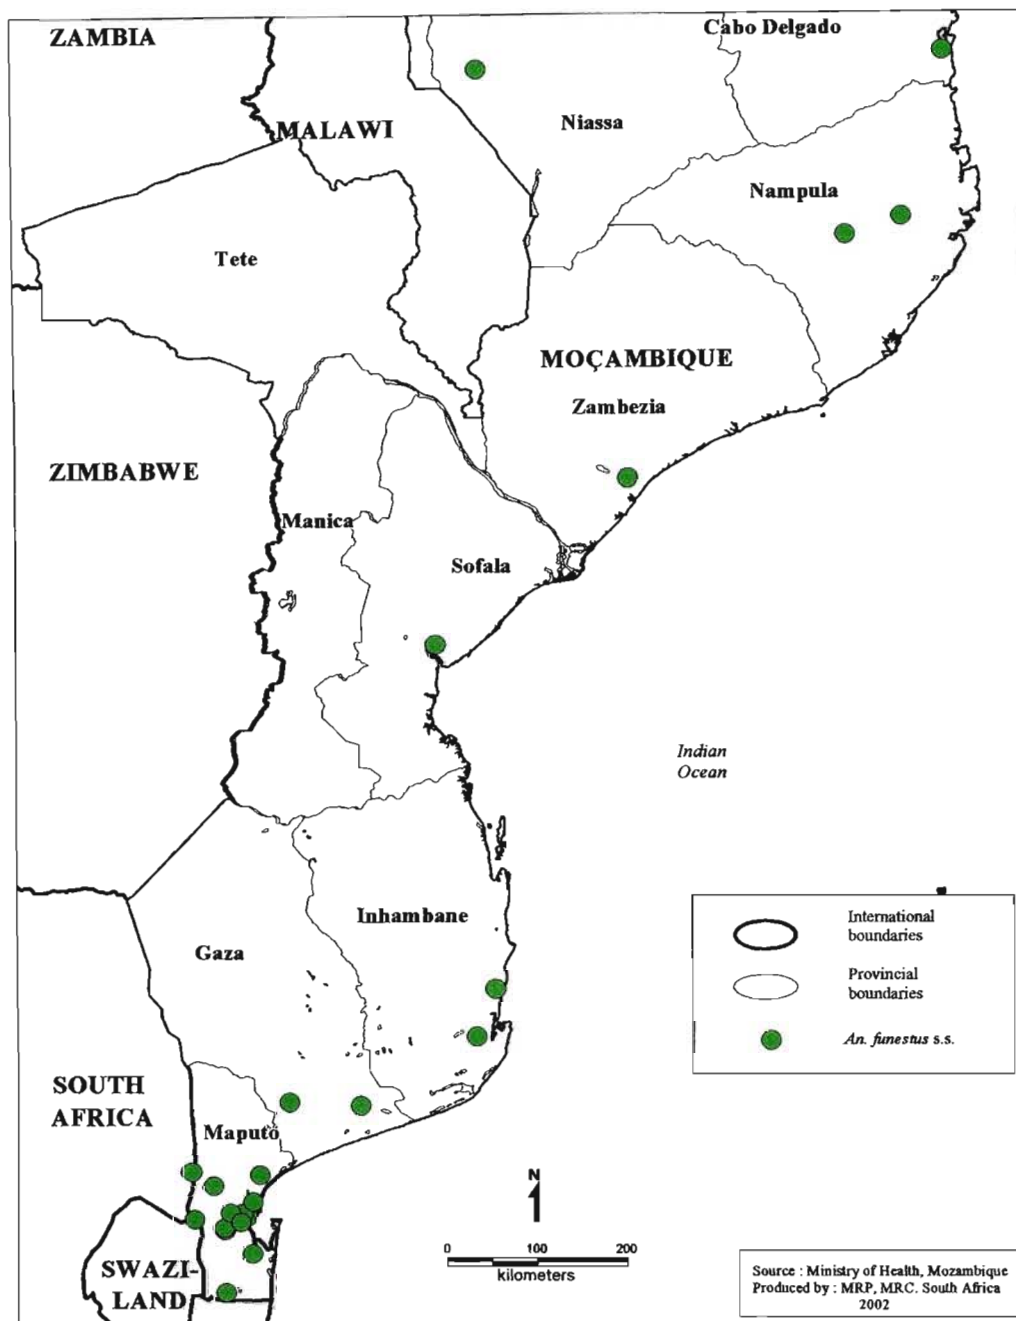 ZAMBIA
Cabo Delgado
MALAWI
Niassa
Nampula
Tete
MOÇAMBIQUE
Zambezia
ZIMBABWE
Manica
Sofala
Indian
Ocean
Inhambane
Gaza
International
boundaries
Provincial
boundaries
An. funestus s.s.
SOUTH
AFRICA
Maputo
N
0 100 200
kilometers
SWAZI-
LAND
Source : Ministry of Health, Mozambique
Produced by : MRP, MRC. South Africa
2002